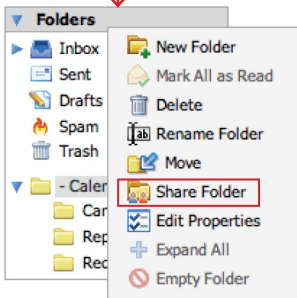 Folders
Inbox
Sent
Drafts
Spam
Trash
- Caler
Car
Rep
Rec
New Folder
Mark All as Read
Delete
Rename Folder
Move
Share Folder
Edit Properties
Expand All
Empty Folder